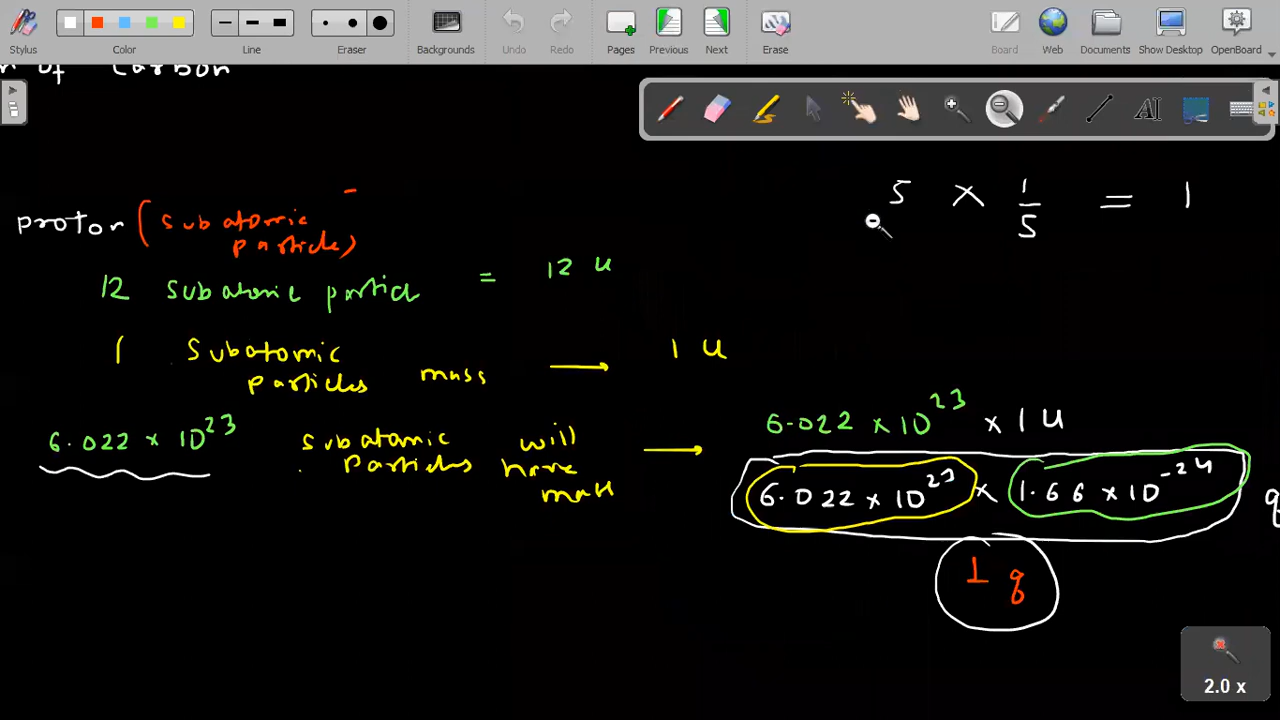 Stylus Color Line Eraser Backgrounds Undo Redo Pages Previous Next Erase Board Web Documents Show Desktop OpenBoard
n of Carbon
5 × 1/5 = 1
proton (subatomic
particle)
12 subatomic particle = 12 u
1 Subatomic
particles mass → 1 u
6.022 × 10^23 subatomic
Particles will
have
mass → 6.022 × 10^23 × 1 u
6.022 × 10^23 × 1.66 × 10^-24 g
1 g
2.0 x